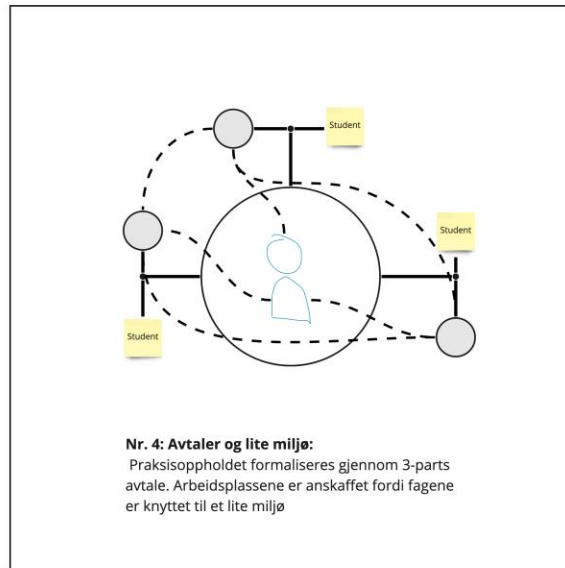 Student
Student
Student
Nr. 4: Avtaler og lite miljø:
Praksisoppholdet formaliseres gjennom 3-parts
avtale. Arbeidsplassene er anskaffet fordi fagene
er knyttet til et lite miljø